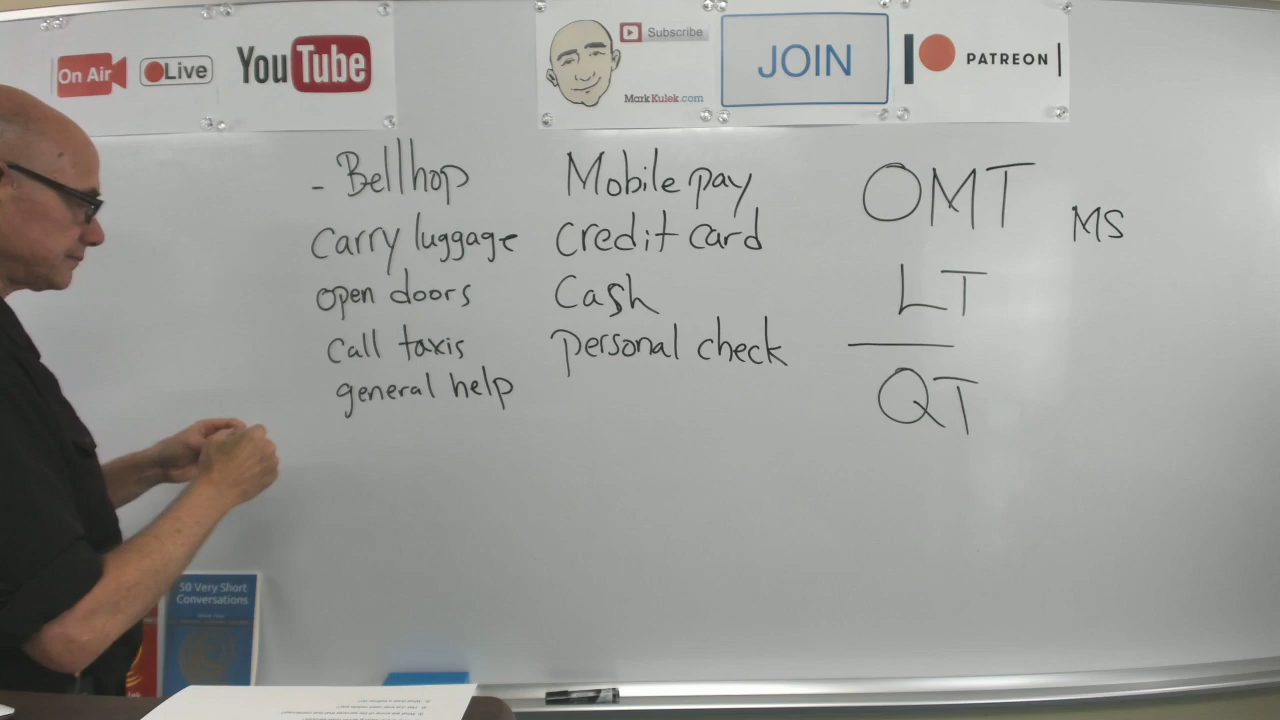 On Air
Live
YouTube
Subscribe
MarkKulek.com
JOIN
PATREON
- Bellhop
carry luggage
open doors
call taxis
general help
Mobile pay
credit card
Cash
personal check
OMT
MS
LT
QT
50 Very Short
Conversations